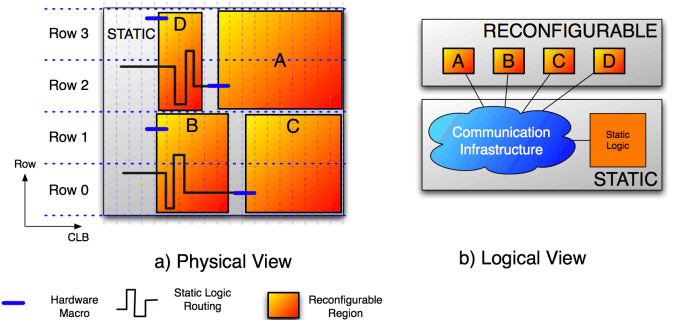 Row 3
STATIC
D
A
Row 2
Row 1
B
C
Row
Row 0
CLB
a) Physical View
RECONFIGURABLE
A
B
C
D
Communication
Infrastructure
Static
Logic
STATIC
b) Logical View
Hardware
Macro
Static Logic
Routing
Reconfigurable
Region